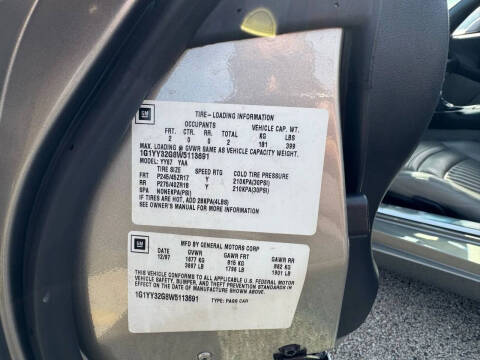 GM
TIRE-LOADING INFORMATION
OCCUPANTS VEHICLE CAP. WT.
FRT. CTR. RR. TOTAL KG LBS
2 0 0 2 181 399
MAX. LOADING @ GVWR SAME AS VEHICLE CAPACITY WEIGHT.
1G1YY32G8W5113691
MODEL: YY67 YAA
TIRE SIZE SPEED RTG COLD TIRE PRESSURE
FRT P245/45ZR17 Y 210KPA(30PSI)
RR P275/40ZR18 Y 210KPA(30PSI)
SPA NONEKPA(PSI)
IF TIRES ARE HOT, ADD 28KPA(4LBS)
SEE OWNER'S MANUAL FOR MORE INFORMATION
GM
MFD BY GENERAL MOTORS CORP
DATE GVWR GAWR FRT GAWR RR
12/97 1677 KG 815 KG 862 KG
3697 LB 1796 LB 1901 LB
THIS VEHICLE CONFORMS TO ALL APPLICABLE U.S. FEDERAL MOTOR
VEHICLE SAFETY, BUMPER, AND THEFT PREVENTION STANDARDS IN
EFFECT ON THE DATE OF MANUFACTURE SHOWN ABOVE.
1G1YY32G8W5113691 TYPE: PASS CAR